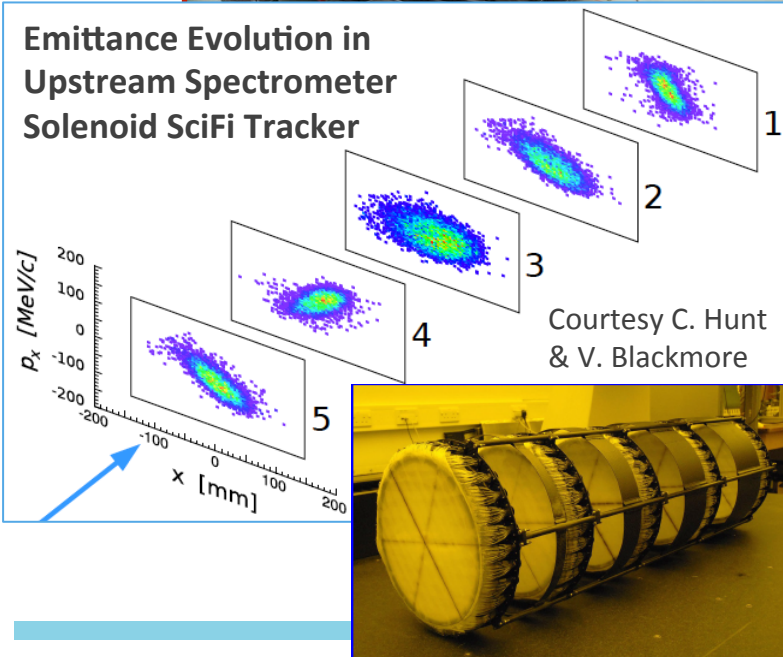 Emittance Evolution in
Upstream Spectrometer
Solenoid SciFi Tracker
1
2
3
4
5
Courtesy C. Hunt
& V. Blackmore
200
100
0
-100
-200
pₓ [MeV/c]
-200
-100
0
100
200
x [mm]